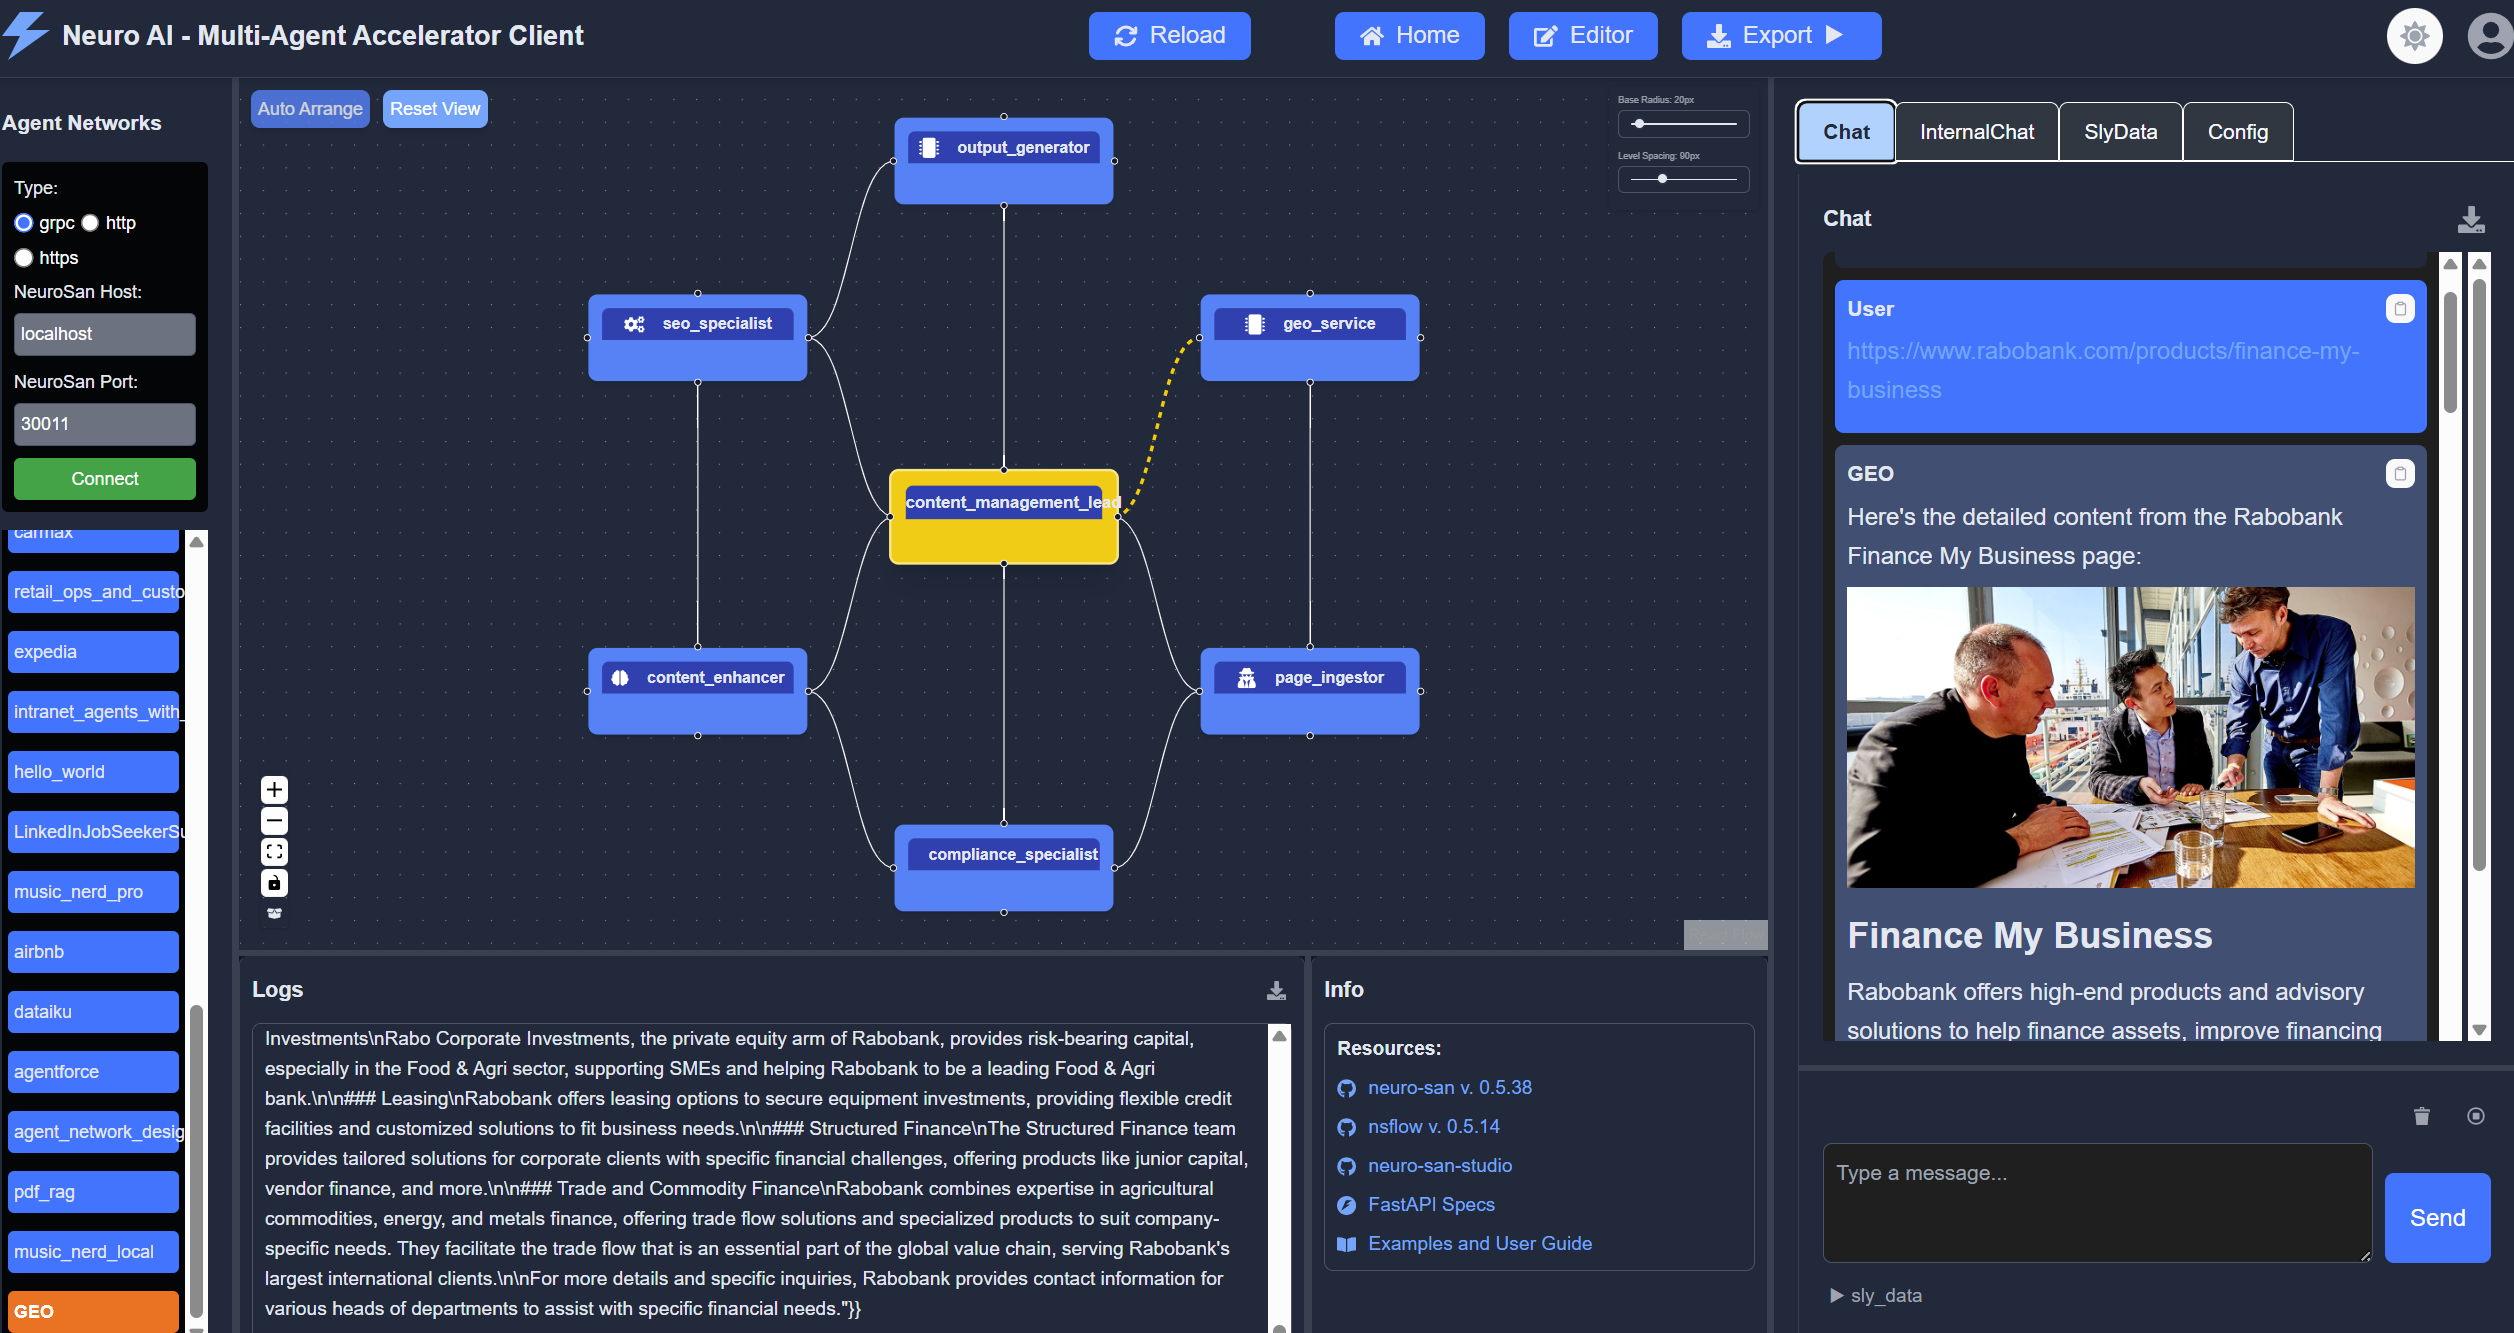 Neuro AI - Multi-Agent Accelerator Client
Reload
Home
Editor
Export
Agent Networks
Type:
grpc
http
https
NeuroSan Host:
localhost
NeuroSan Port:
30011
Connect
carmax
retail_ops_and_custo
expedia
intranet_agents_with_
hello_world
LinkedInJobSeekerSu
music_nerd_pro
airbnb
dataiku
agentforce
agent_network_desig
pdf_rag
music_nerd_local
GEO
Auto Arrange
Reset View
Base Radius: 20px
Level Spacing: 90px
output_generator
seo_specialist
geo_service
content_management_lead
content_enhancer
page_ingestor
compliance_specialist
Logs
Investments\nRabo Corporate Investments, the private equity arm of Rabobank, provides risk-bearing capital,
especially in the Food & Agri sector, supporting SMEs and helping Rabobank to be a leading Food & Agri
bank.\n\n### Leasing\nRabobank offers leasing options to secure equipment investments, providing flexible credit
facilities and customized solutions to fit business needs.\n\n### Structured Finance\nThe Structured Finance team
provides tailored solutions for corporate clients with specific financial challenges, offering products like junior capital,
vendor finance, and more.\n\n### Trade and Commodity Finance\nRabobank combines expertise in agricultural
commodities, energy, and metals finance, offering trade flow solutions and specialized products to suit company-
specific needs. They facilitate the trade flow that is an essential part of the global value chain, serving Rabobank's
largest international clients.\n\nFor more details and specific inquiries, Rabobank provides contact information for
various heads of departments to assist with specific financial needs."}}
Info
Resources:
neuro-san v. 0.5.38
nsflow v. 0.5.14
neuro-san-studio
FastAPI Specs
Examples and User Guide
Chat
InternalChat
SlyData
Config
Chat
User
https://www.rabobank.com/products/finance-my-
business
GEO
Here's the detailed content from the Rabobank
Finance My Business page:
Finance My Business
Rabobank offers high-end products and advisory
solutions to help finance assets, improve financing
Type a message...
Send
sly_data